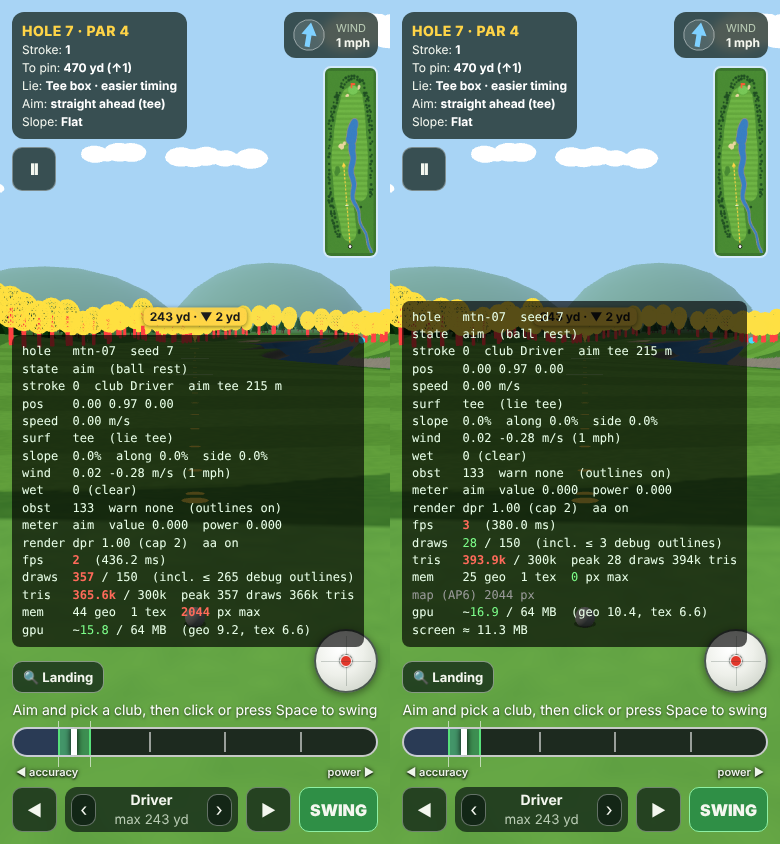 HOLE 7 · PAR 4
Stroke: 1
To pin: 470 yd (↑1)
Lie: Tee box · easier timing
Aim: straight ahead (tee)
Slope: Flat
WIND
1 mph
243 yd · ▼ 2 yd
hole mtn-07 seed 7
state aim (ball rest)
stroke 0 club Driver aim tee 215 m
pos 0.00 0.97 0.00
speed 0.00 m/s
surf tee (lie tee)
slope 0.0% along 0.0% side 0.0%
wind 0.02 -0.28 m/s (1 mph)
wet 0 (clear)
obst 133 warn none (outlines on)
meter aim value 0.000 power 0.000
render dpr 1.00 (cap 2) aa on
fps 2 (436.2 ms)
draws 357 / 150 (incl. ≤ 265 debug outlines)
tris 365.6k / 300k peak 357 draws 366k tris
mem 44 geo 1 tex 2044 px max
gpu ~15.8 / 64 MB (geo 9.2, tex 6.6)
🔍 Landing
Aim and pick a club, then click or press Space to swing
◀ accuracy
power ▶
◀
‹
Driver
max 243 yd
›
▶
SWING
HOLE 7 · PAR 4
Stroke: 1
To pin: 470 yd (↑1)
Lie: Tee box · easier timing
Aim: straight ahead (tee)
Slope: Flat
WIND
1 mph
hole mtn-07 seed 7
state aim (ball rest)
stroke 0 club Driver aim tee 215 m
pos 0.00 0.97 0.00
speed 0.00 m/s
surf tee (lie tee)
slope 0.0% along 0.0% side 0.0%
wind 0.02 -0.28 m/s (1 mph)
wet 0 (clear)
obst 133 warn none (outlines on)
meter aim value 0.000 power 0.000
render dpr 1.00 (cap 2) aa on
fps 3 (380.0 ms)
draws 28 / 150 (incl. ≤ 3 debug outlines)
tris 393.9k / 300k peak 28 draws 394k tris
mem 25 geo 1 tex 0 px max
map (AP6) 2044 px
gpu ~16.9 / 64 MB (geo 10.4, tex 6.6)
screen ≈ 11.3 MB
🔍 Landing
Aim and pick a club, then click or press Space to swing
◀ accuracy
power ▶
◀
‹
Driver
max 243 yd
›
▶
SWING